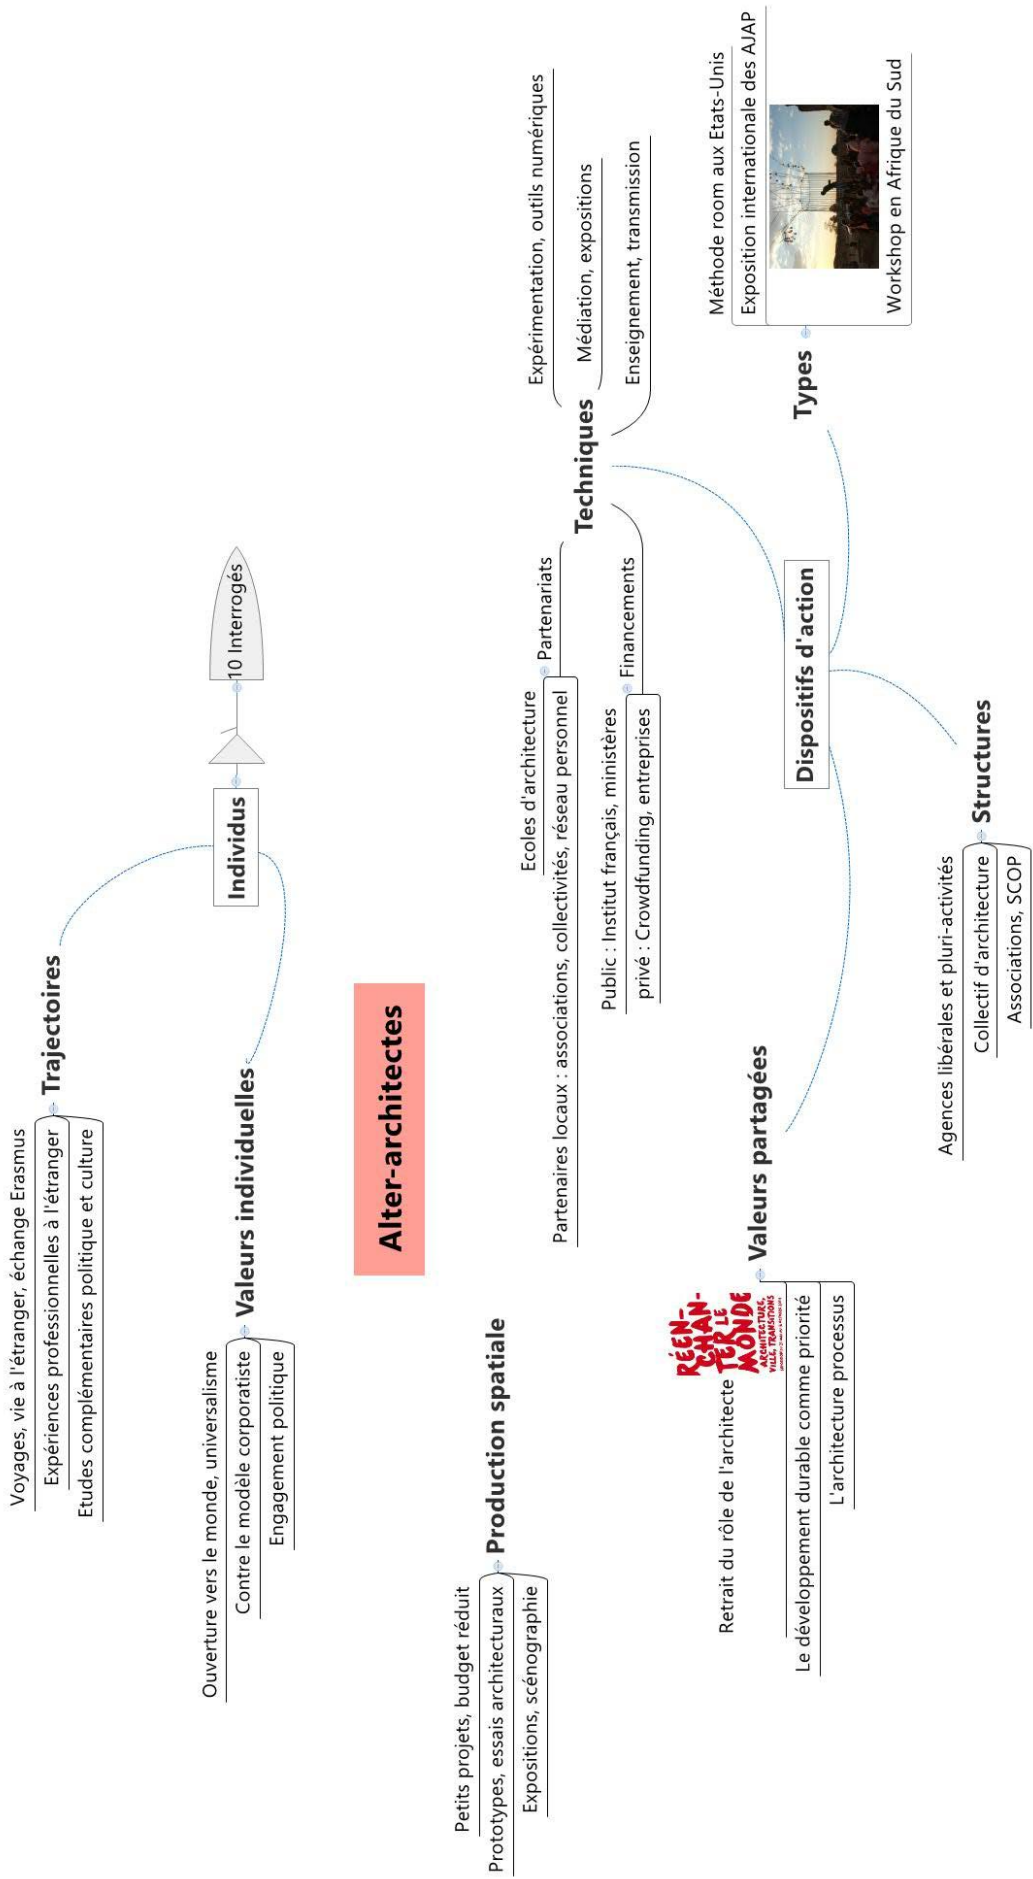 Voyages, vie à l'étranger, échange Erasmus
Expériences professionnelles à l'étranger
Etudes complémentaires politique et culture
Trajectoires
Ouverture vers le monde, universalisme
Contre le modèle corporatiste
Engagement politique
Valeurs individuelles
Individus
10 Interrogés
Alter-architectes
Petits projets, budget réduit
Prototypes, essais architecturaux
Expositions, scénographie
Production spatiale
Ecoles d'architecture
Partenaires locaux : associations, collectivités, réseau personnel
Partenariats
Public : Institut français, ministères
privé : Crowdfunding, entreprises
Financements
Techniques
Expérimentation, outils numériques
Médiation, expositions
Enseignement, transmission
Retrait du rôle de l'architecte
RÉEN-
CHAN-
TER LE
MONDE
ARCHITECTURE,
VILLE, TRANSITIONS
Le développement durable comme priorité
L'architecture processus
Valeurs partagées
Dispositifs d'action
Types
Méthode room aux Etats-Unis
Exposition internationale des AJAP
Workshop en Afrique du Sud
Agences libérales et pluri-activités
Collectif d'architecture
Associations, SCOP
Structures